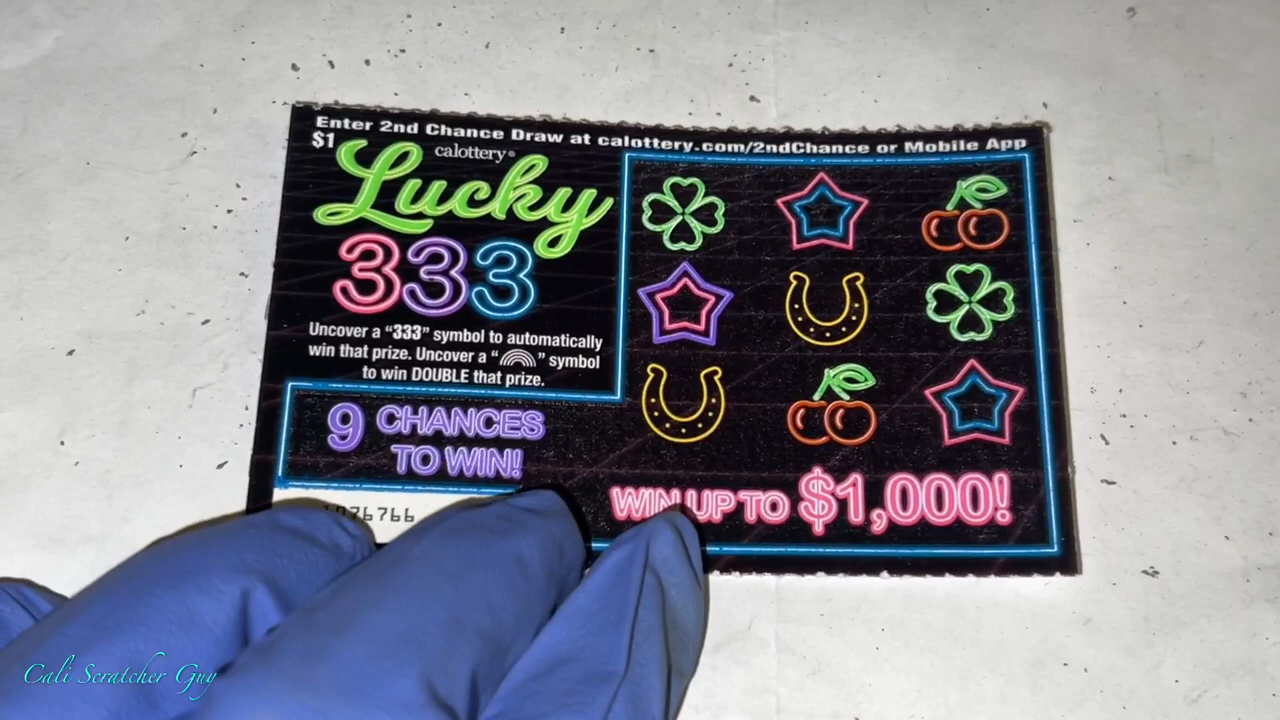 Enter 2nd Chance Draw at calottery.com/2ndChance or Mobile App
$1
calottery®
Lucky
333
Uncover a “333” symbol to automatically
win that prize. Uncover a “ ” symbol
to win DOUBLE that prize.
9 CHANCES
TO WIN!
WIN UP TO $1,000!
Cali Scratcher Guy